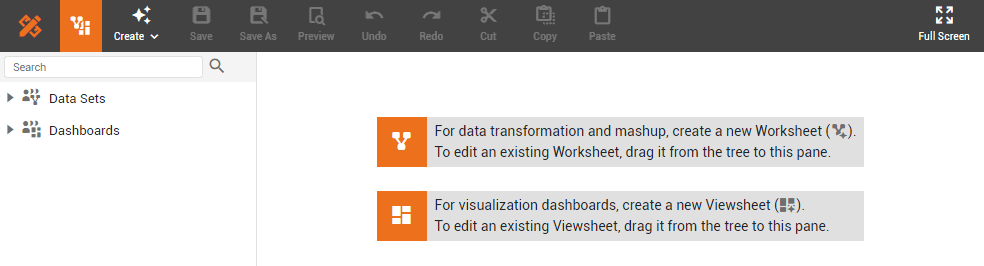 Create
Save
Save As
Preview
Undo
Redo
Cut
Copy
Paste
Full Screen
Search
Data Sets
Dashboards
For data transformation and mashup, create a new Worksheet ( ).
To edit an existing Worksheet, drag it from the tree to this pane.
For visualization dashboards, create a new Viewsheet ( ).
To edit an existing Viewsheet, drag it from the tree to this pane.